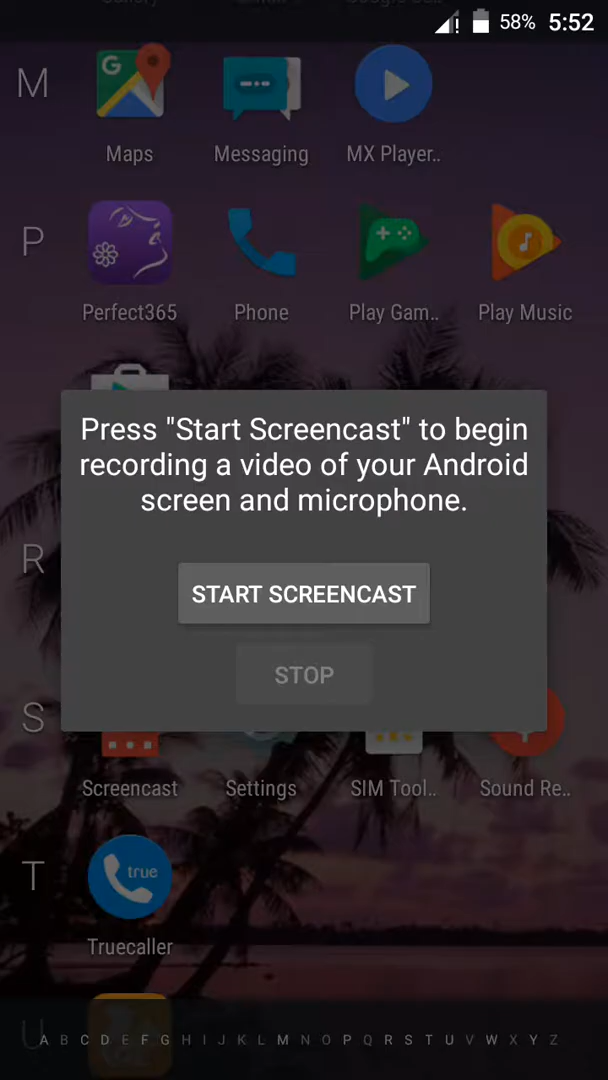 58% 5:52
M
Maps Messaging MX Player..
P
Perfect365 Phone Play Gam.. Play Music
Press "Start Screencast" to begin
recording a video of your Android
screen and microphone.
R
START SCREENCAST
STOP
S
Screencast Settings SIM Tool.. Sound Re..
T
true
Truecaller
U
A B C D E F G H I J K L M N O P Q R S T U V W X Y Z